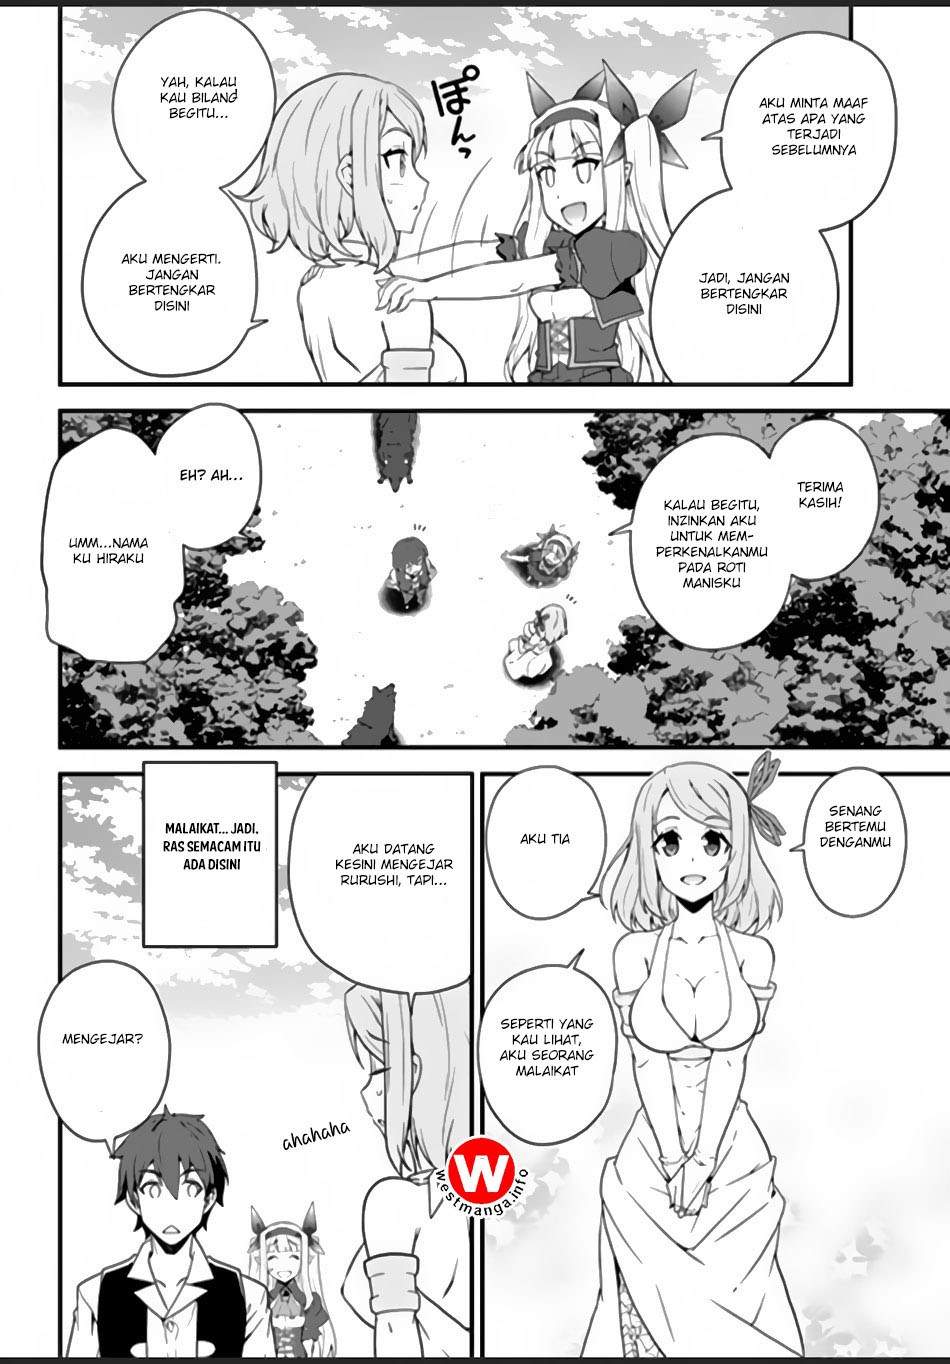 AKU MINTA MAAF
ATAS APA YANG
TERJADI
SEBELUMNYA
JADI, JANGAN
BERTENGKAR
DISINI
ぽんっ
YAH, KALAU
KAU BILANG
BEGITU...
AKU MENGERTI.
JANGAN
BERTENGKAR
DISINI
TERIMA
KASIH!
KALAU BEGITU,
INZINKAN AKU
UNTUK MEM-
PERKENALKANMU
PADA ROTI
MANISKU
EH? AH...
UMM...NAMA
KU HIRAKU
SENANG
BERTEMU
DENGANMU
AKU TIA
SEPERTI YANG
KAU LIHAT,
AKU SEORANG
MALAIKAT
AKU DATANG
KESINI MENGEJAR
RURUSHI, TAPI...
MALAIKAT... JADI.
RAS SEMACAM ITU
ADA DISINI
ahahaha
MENGEJAR?
W
westmanga.info